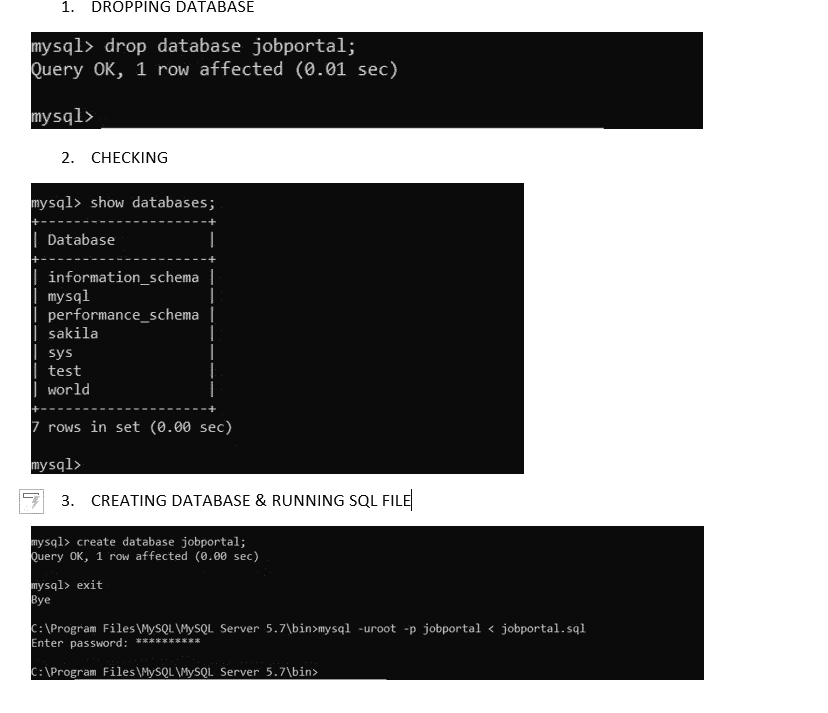 1. DROPPING DATABASE
mysql> drop database jobportal;
Query OK, 1 row affected (0.01 sec)
mysql>
2. CHECKING
mysql> show databases;
+--------------------+
| Database           |
+--------------------+
| information_schema |
| mysql              |
| performance_schema |
| sakila             |
| sys                |
| test               |
| world              |
+--------------------+
7 rows in set (0.00 sec)
mysql>
3. CREATING DATABASE & RUNNING SQL FILE
mysql> create database jobportal;
Query OK, 1 row affected (0.00 sec)
mysql> exit
Bye
C:\Program Files\MySQL\MySQL Server 5.7\bin>mysql -uroot -p jobportal < jobportal.sql
Enter password: **********
C:\Program Files\MySQL\MySQL Server 5.7\bin>